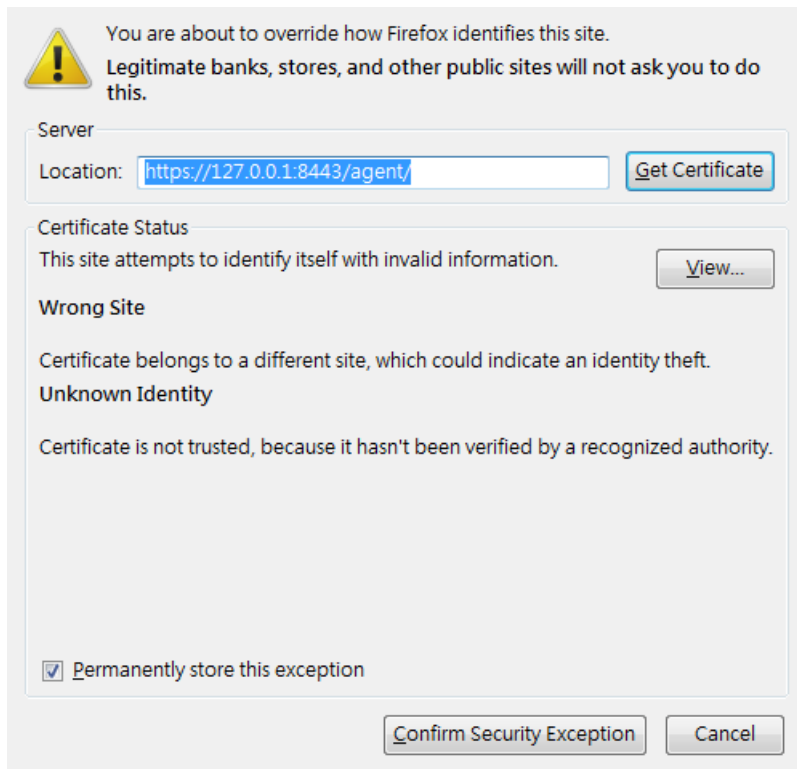 You are about to override how Firefox identifies this site.
Legitimate banks, stores, and other public sites will not ask you to do
this.
Server
Location: https://127.0.0.1:8443/agent/ Get Certificate
Certificate Status
This site attempts to identify itself with invalid information.
View...
Wrong Site
Certificate belongs to a different site, which could indicate an identity theft.
Unknown Identity
Certificate is not trusted, because it hasn't been verified by a recognized authority.
Permanently store this exception
Confirm Security Exception Cancel